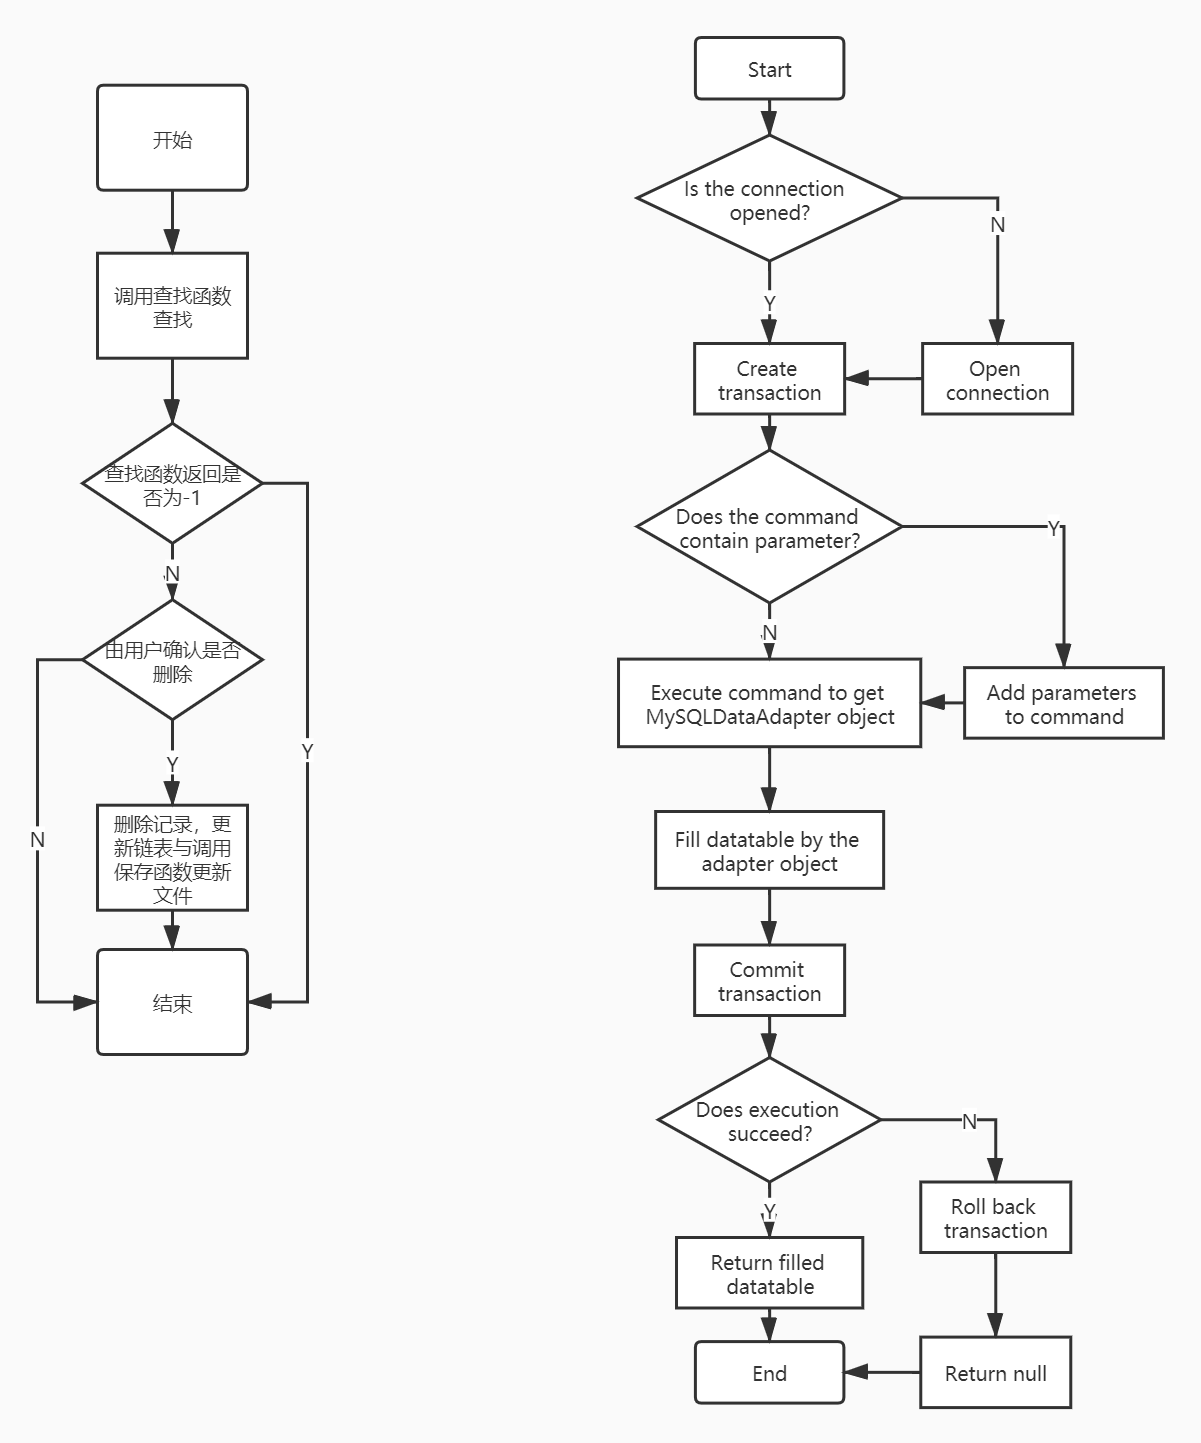 开始
调用查找函数
查找
查找函数返回是
否为-1
N
由用户确认是否
删除
Y
Y
N
删除记录，更
新链表与调用
保存函数更新
文件
结束
Start
Is the connection
opened?
N
Y
Create
transaction
Open
connection
Does the command
contain parameter?
Y
N
Execute command to get
MySQLDataAdapter object
Add parameters
to command
Fill datatable by the
adapter object
Commit
transaction
Does execution
succeed?
N
Y
Roll back
transaction
Return filled
datatable
End
Return null